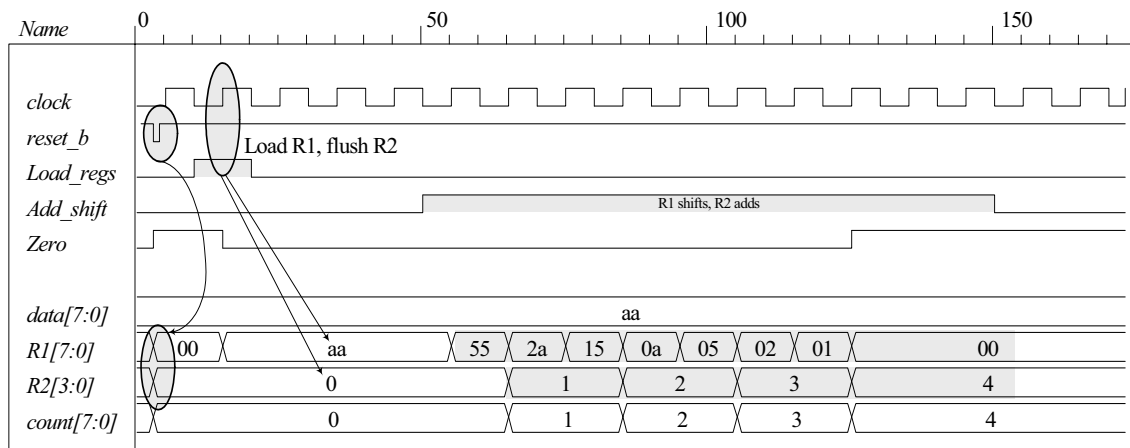 Name 0 50 100 150
clock
reset_b
Load R1, flush R2
Load_regs
Add_shift R1 shifts, R2 adds
Zero
data[7:0] aa
R1[7:0] 00 aa 55 2a 15 0a 05 02 01 00
R2[3:0] 0 1 2 3 4
count[7:0] 0 1 2 3 4